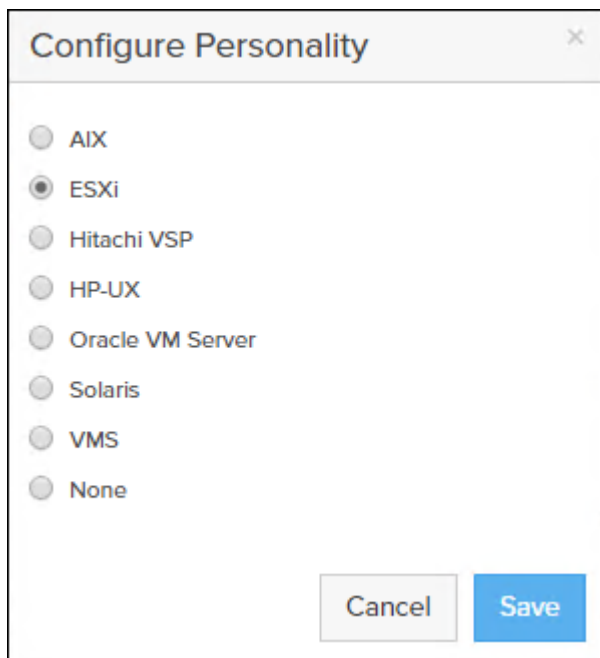 Configure Personality
AIX
ESXi
Hitachi VSP
HP-UX
Oracle VM Server
Solaris
VMS
None
Cancel Save